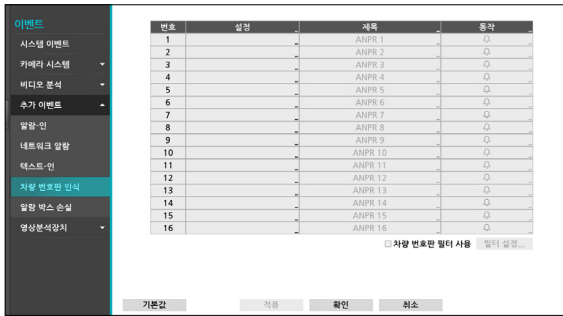 이벤트
시스템 이벤트
카메라 시스템
비디오 분석
추가 이벤트
알람-인
네트워크 알람
텍스트-인
차량 번호판 인식
알람 박스 손실
영상분석장치
번호 설정 제목 동작
1 ANPR 1
2 ANPR 2
3 ANPR 3
4 ANPR 4
5 ANPR 5
6 ANPR 6
7 ANPR 7
8 ANPR 8
9 ANPR 9
10 ANPR 10
11 ANPR 11
12 ANPR 12
13 ANPR 13
14 ANPR 14
15 ANPR 15
16 ANPR 16
차량 번호판 필터 사용 필터 설정...
기본값 적용 확인 취소